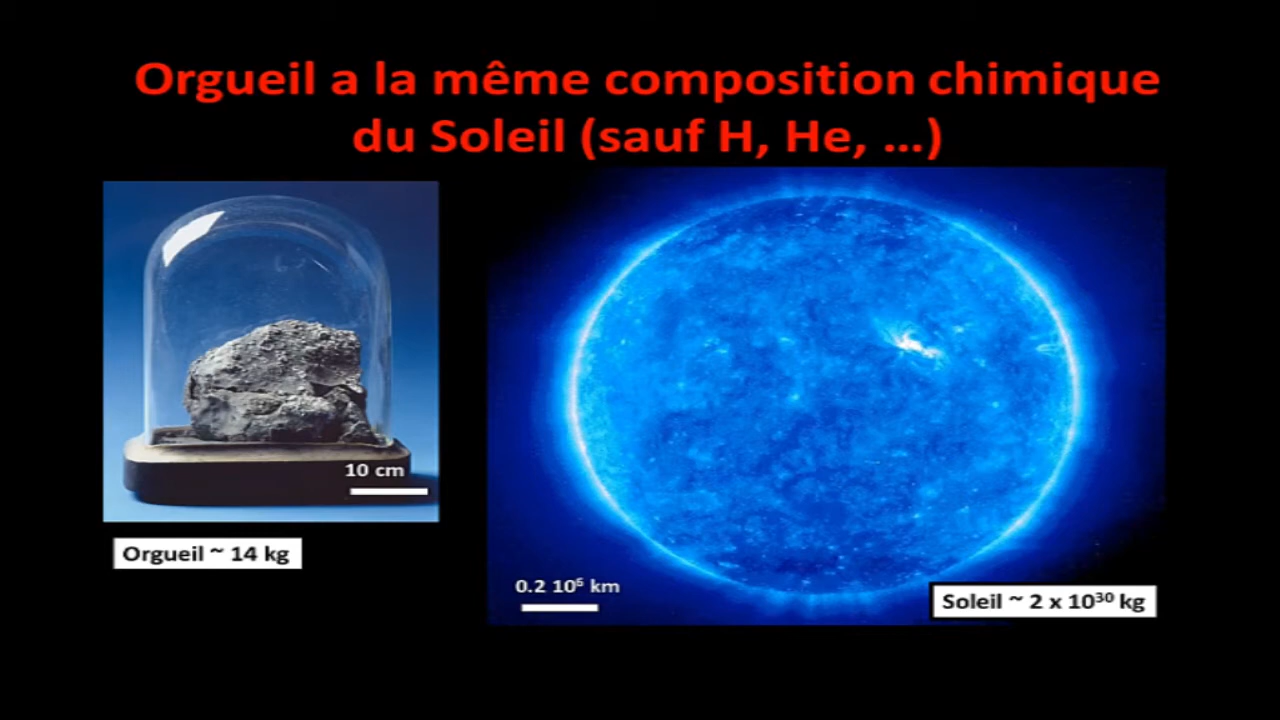 Orgueil a la même composition chimique
du Soleil (sauf H, He, ...)
10 cm
Orgueil ~ 14 kg
0.2 10⁶ km
Soleil ~ 2 x 10³⁰ kg